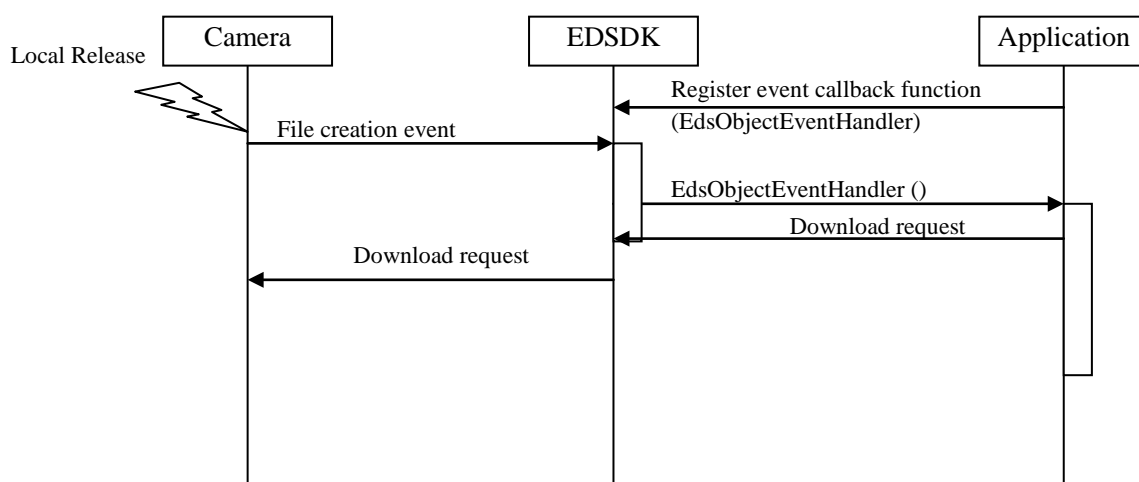 Camera
EDSDK
Application
Local Release
Register event callback function
(EdsObjectEventHandler)
File creation event
EdsObjectEventHandler ()
Download request
Download request